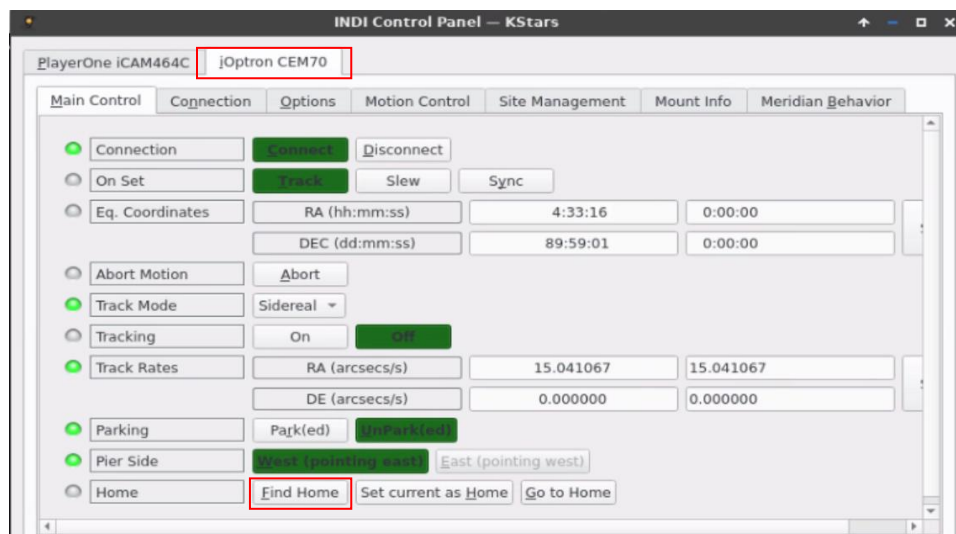 INDI Control Panel — KStars
PlayerOne iCAM464C iOptron CEM70
Main Control Connection Options Motion Control Site Management Mount Info Meridian Behavior
Connection Connect Disconnect
On Set Track Slew Sync
Eq. Coordinates RA (hh:mm:ss) 4:33:16 0:00:00
DEC (dd:mm:ss) 89:59:01 0:00:00
Abort Motion Abort
Track Mode Sidereal
Tracking On Off
Track Rates RA (arcsecs/s) 15.041067 15.041067
DE (arcsecs/s) 0.000000 0.000000
Parking Park(ed) UnPark(ed)
Pier Side West (pointing east) East (pointing west)
Home Find Home Set current as Home Go to Home